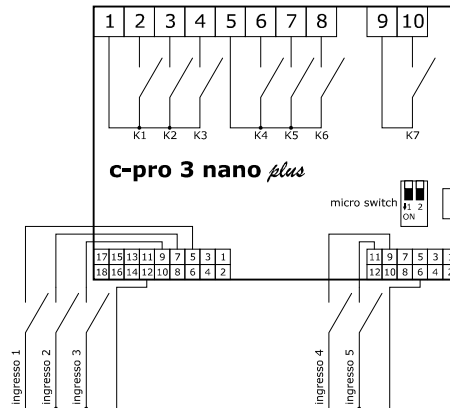 1 2 3 4 5 6 7 8 9 10
K1 K2 K3 K4 K5 K6 K7
c-pro 3 nano plus
micro switch
1 2
ON
17 15 13 11 9 7 5 3 1
18 16 14 12 10 8 6 4 2
11 9 7 5 3 1
12 10 8 6 4 2
ingresso 1
ingresso 2
ingresso 3
ingresso 4
ingresso 5